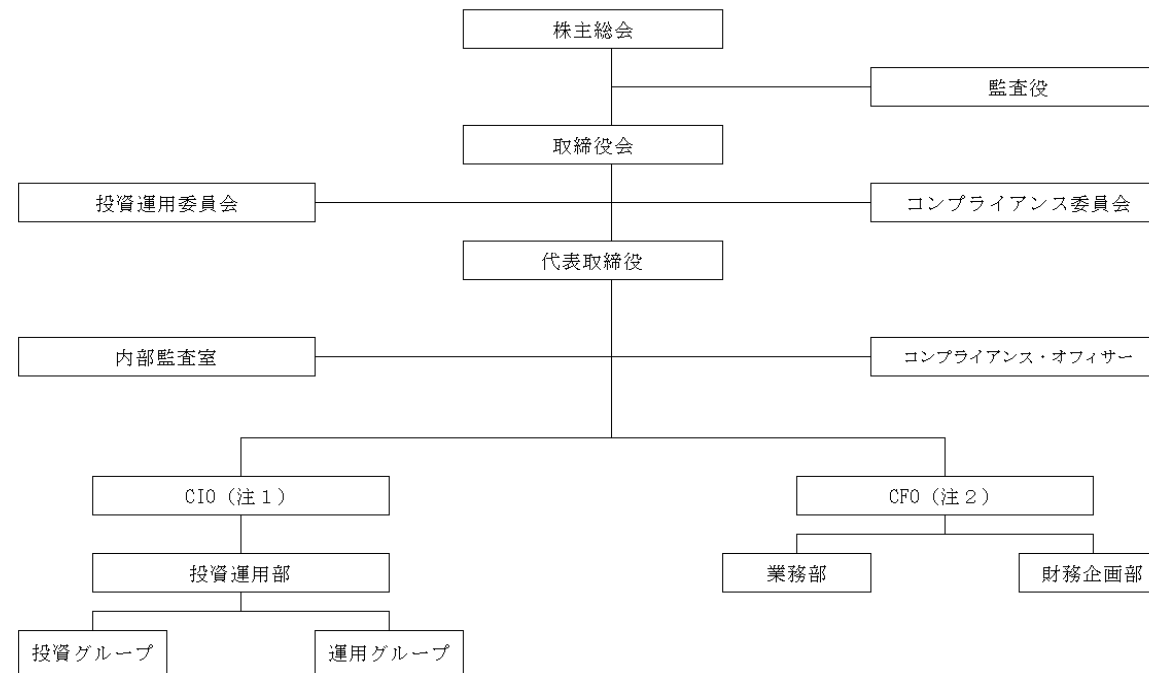 株主総会
監査役
取締役会
投資運用委員会
コンプライアンス委員会
代表取締役
内部監査室
コンプライアンス・オフィサー
CIO（注１）
CFO（注２）
投資運用部
業務部
財務企画部
投資グループ
運用グループ